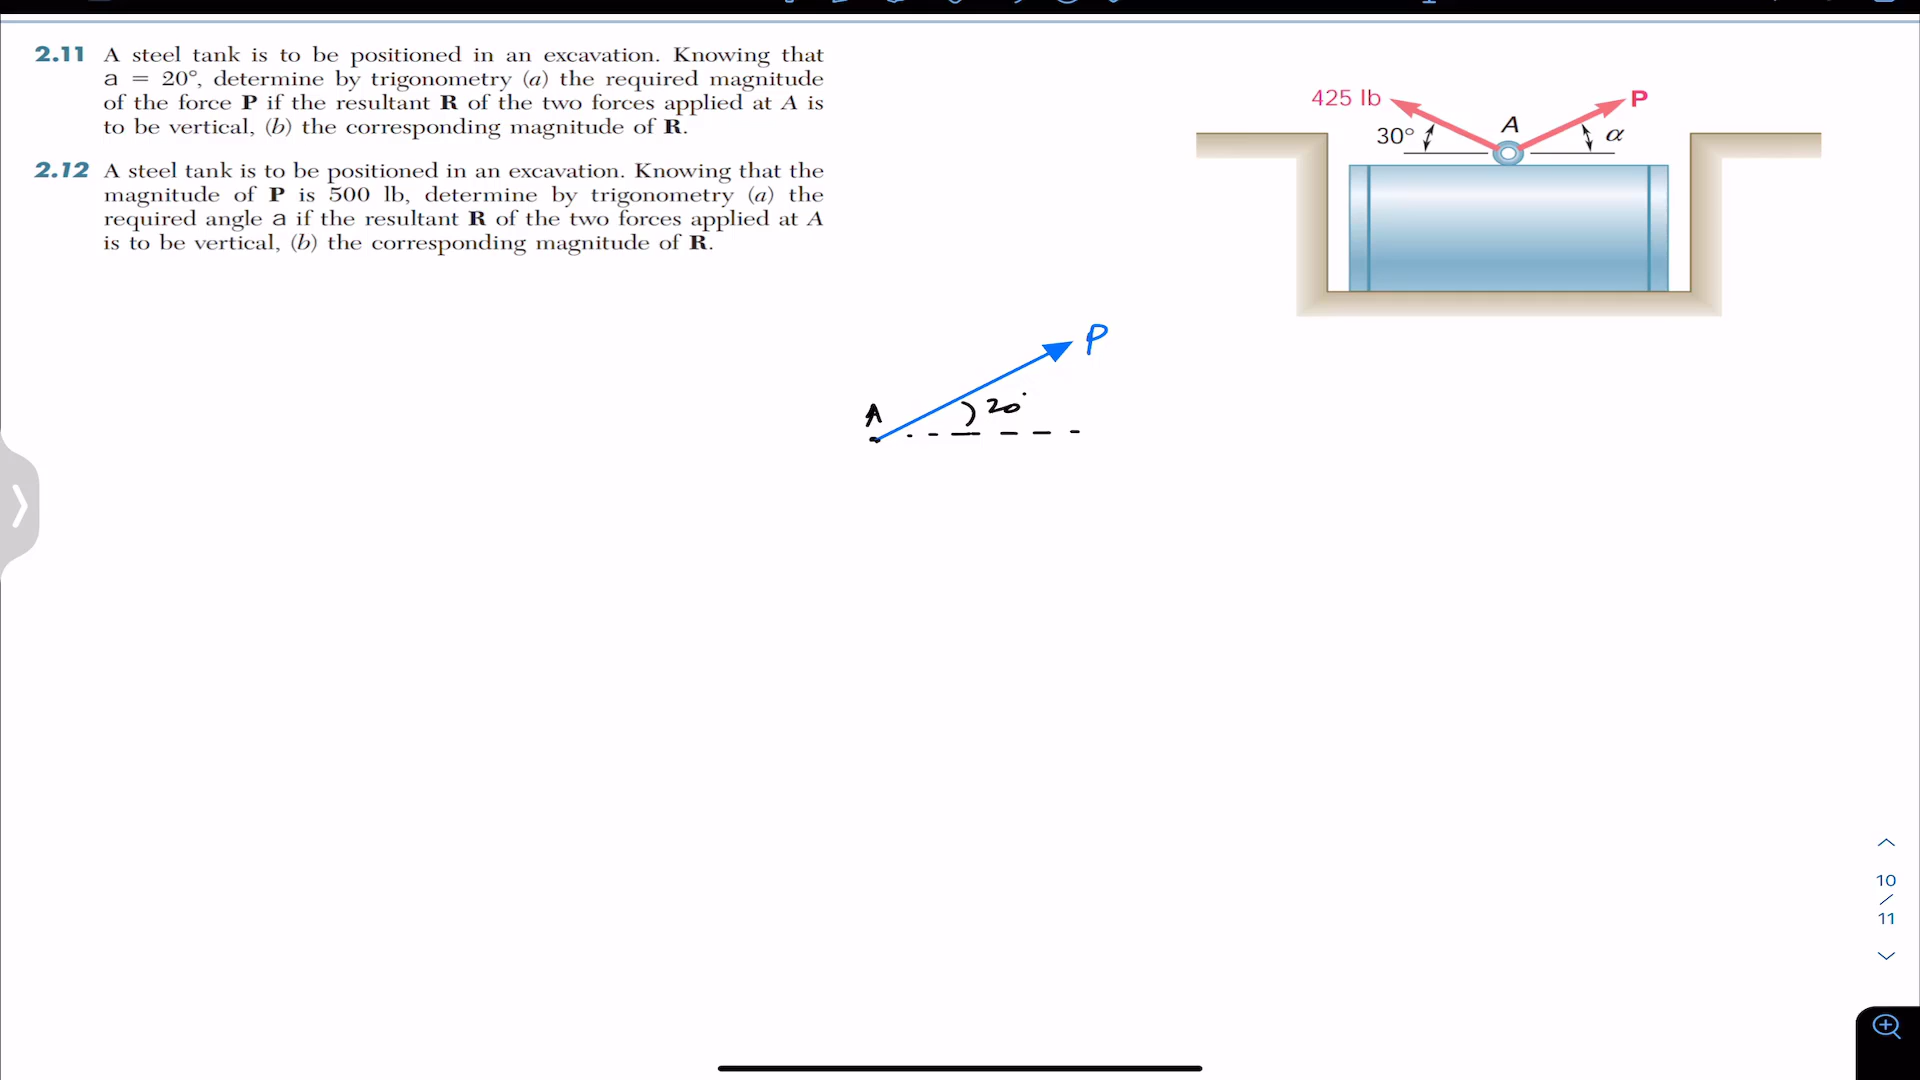 2.11 A steel tank is to be positioned in an excavation. Knowing that
a = 20°, determine by trigonometry (a) the required magnitude
of the force P if the resultant R of the two forces applied at A is
to be vertical, (b) the corresponding magnitude of R.
2.12 A steel tank is to be positioned in an excavation. Knowing that the
magnitude of P is 500 lb, determine by trigonometry (a) the
required angle a if the resultant R of the two forces applied at A
is to be vertical, (b) the corresponding magnitude of R.
425 lb
P
A
30°
α
P
A
20°
10
/
11